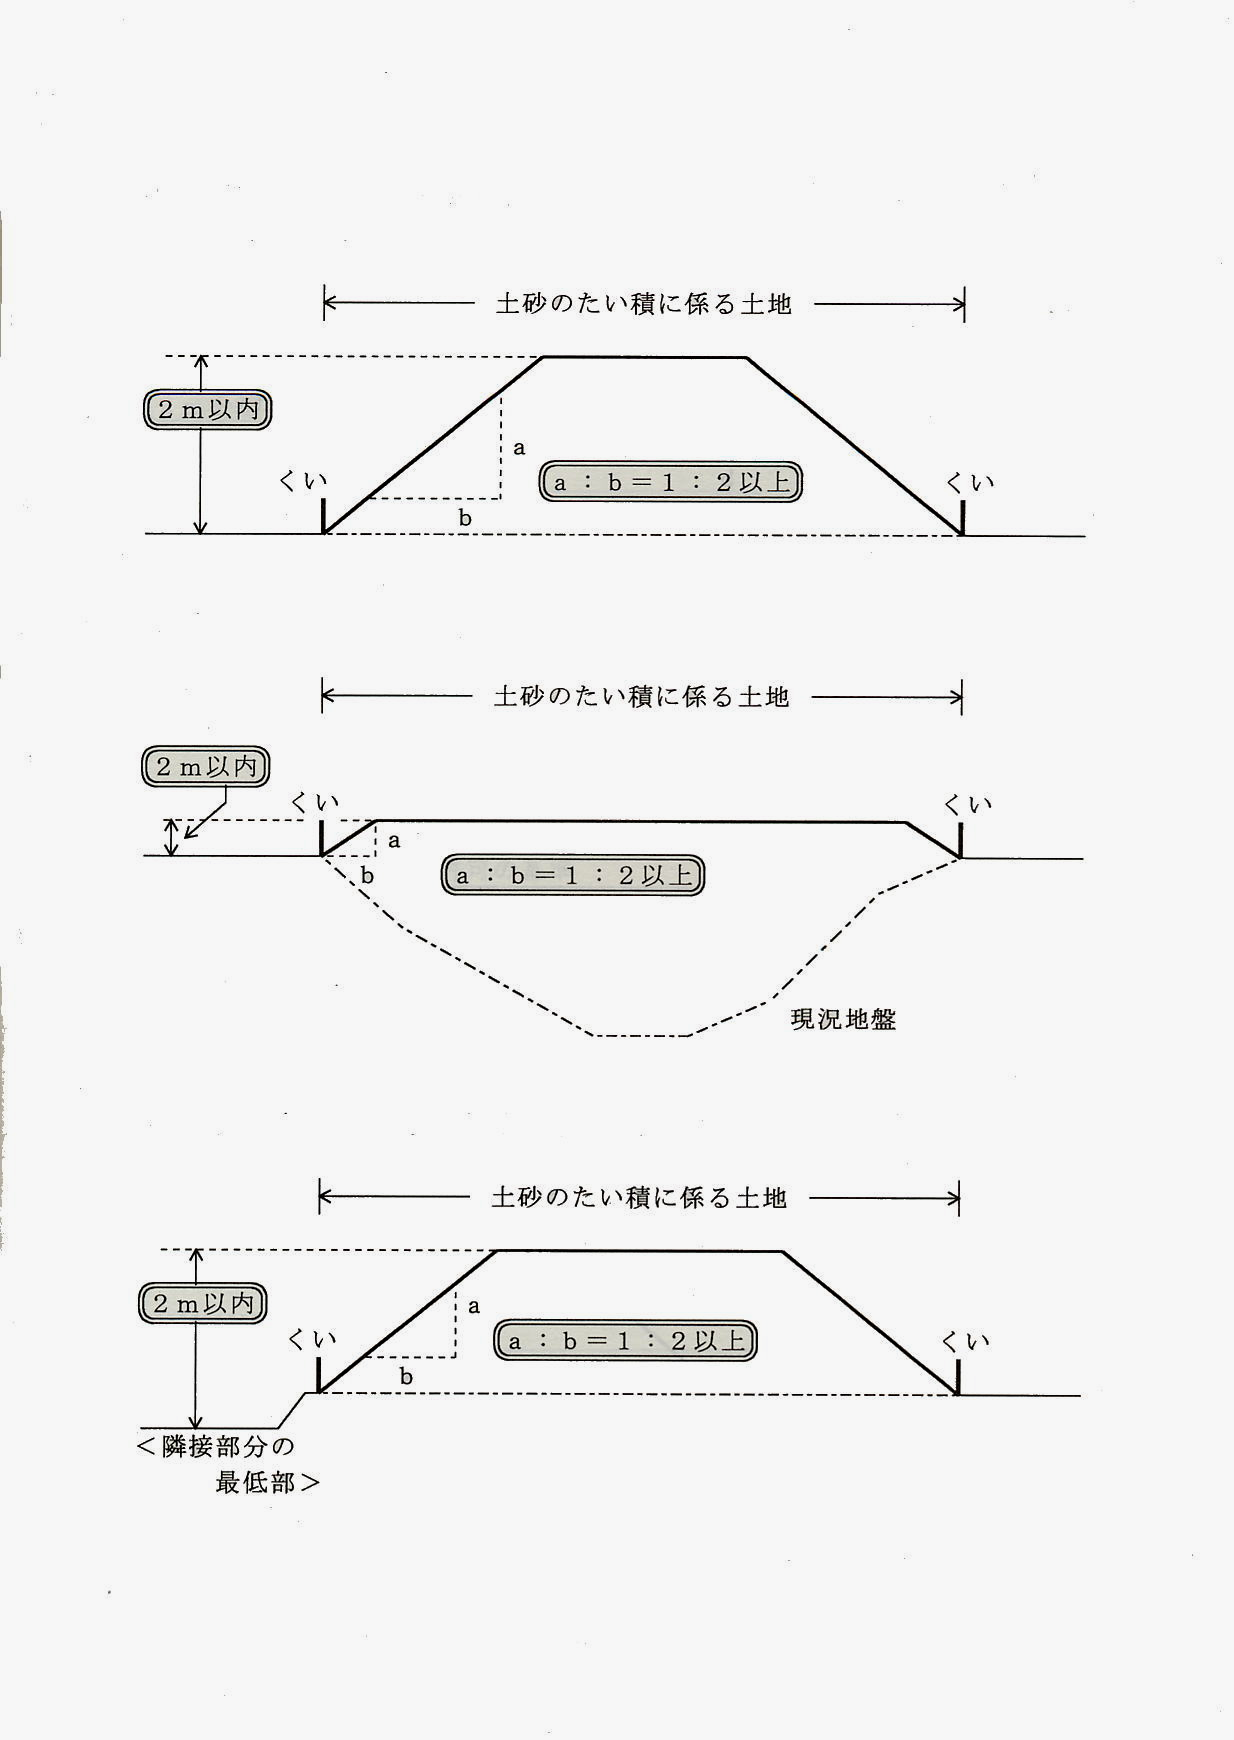 土砂のたい積に係る土地
２ｍ以内
くい
a
a：b＝1：2以上
くい
b
土砂のたい積に係る土地
２ｍ以内
くい
くい
a
b
a：b＝1：2以上
現況地盤
土砂のたい積に係る土地
２ｍ以内
a
くい
a：b＝1：2以上
くい
b
＜隣接部分の
最低部＞